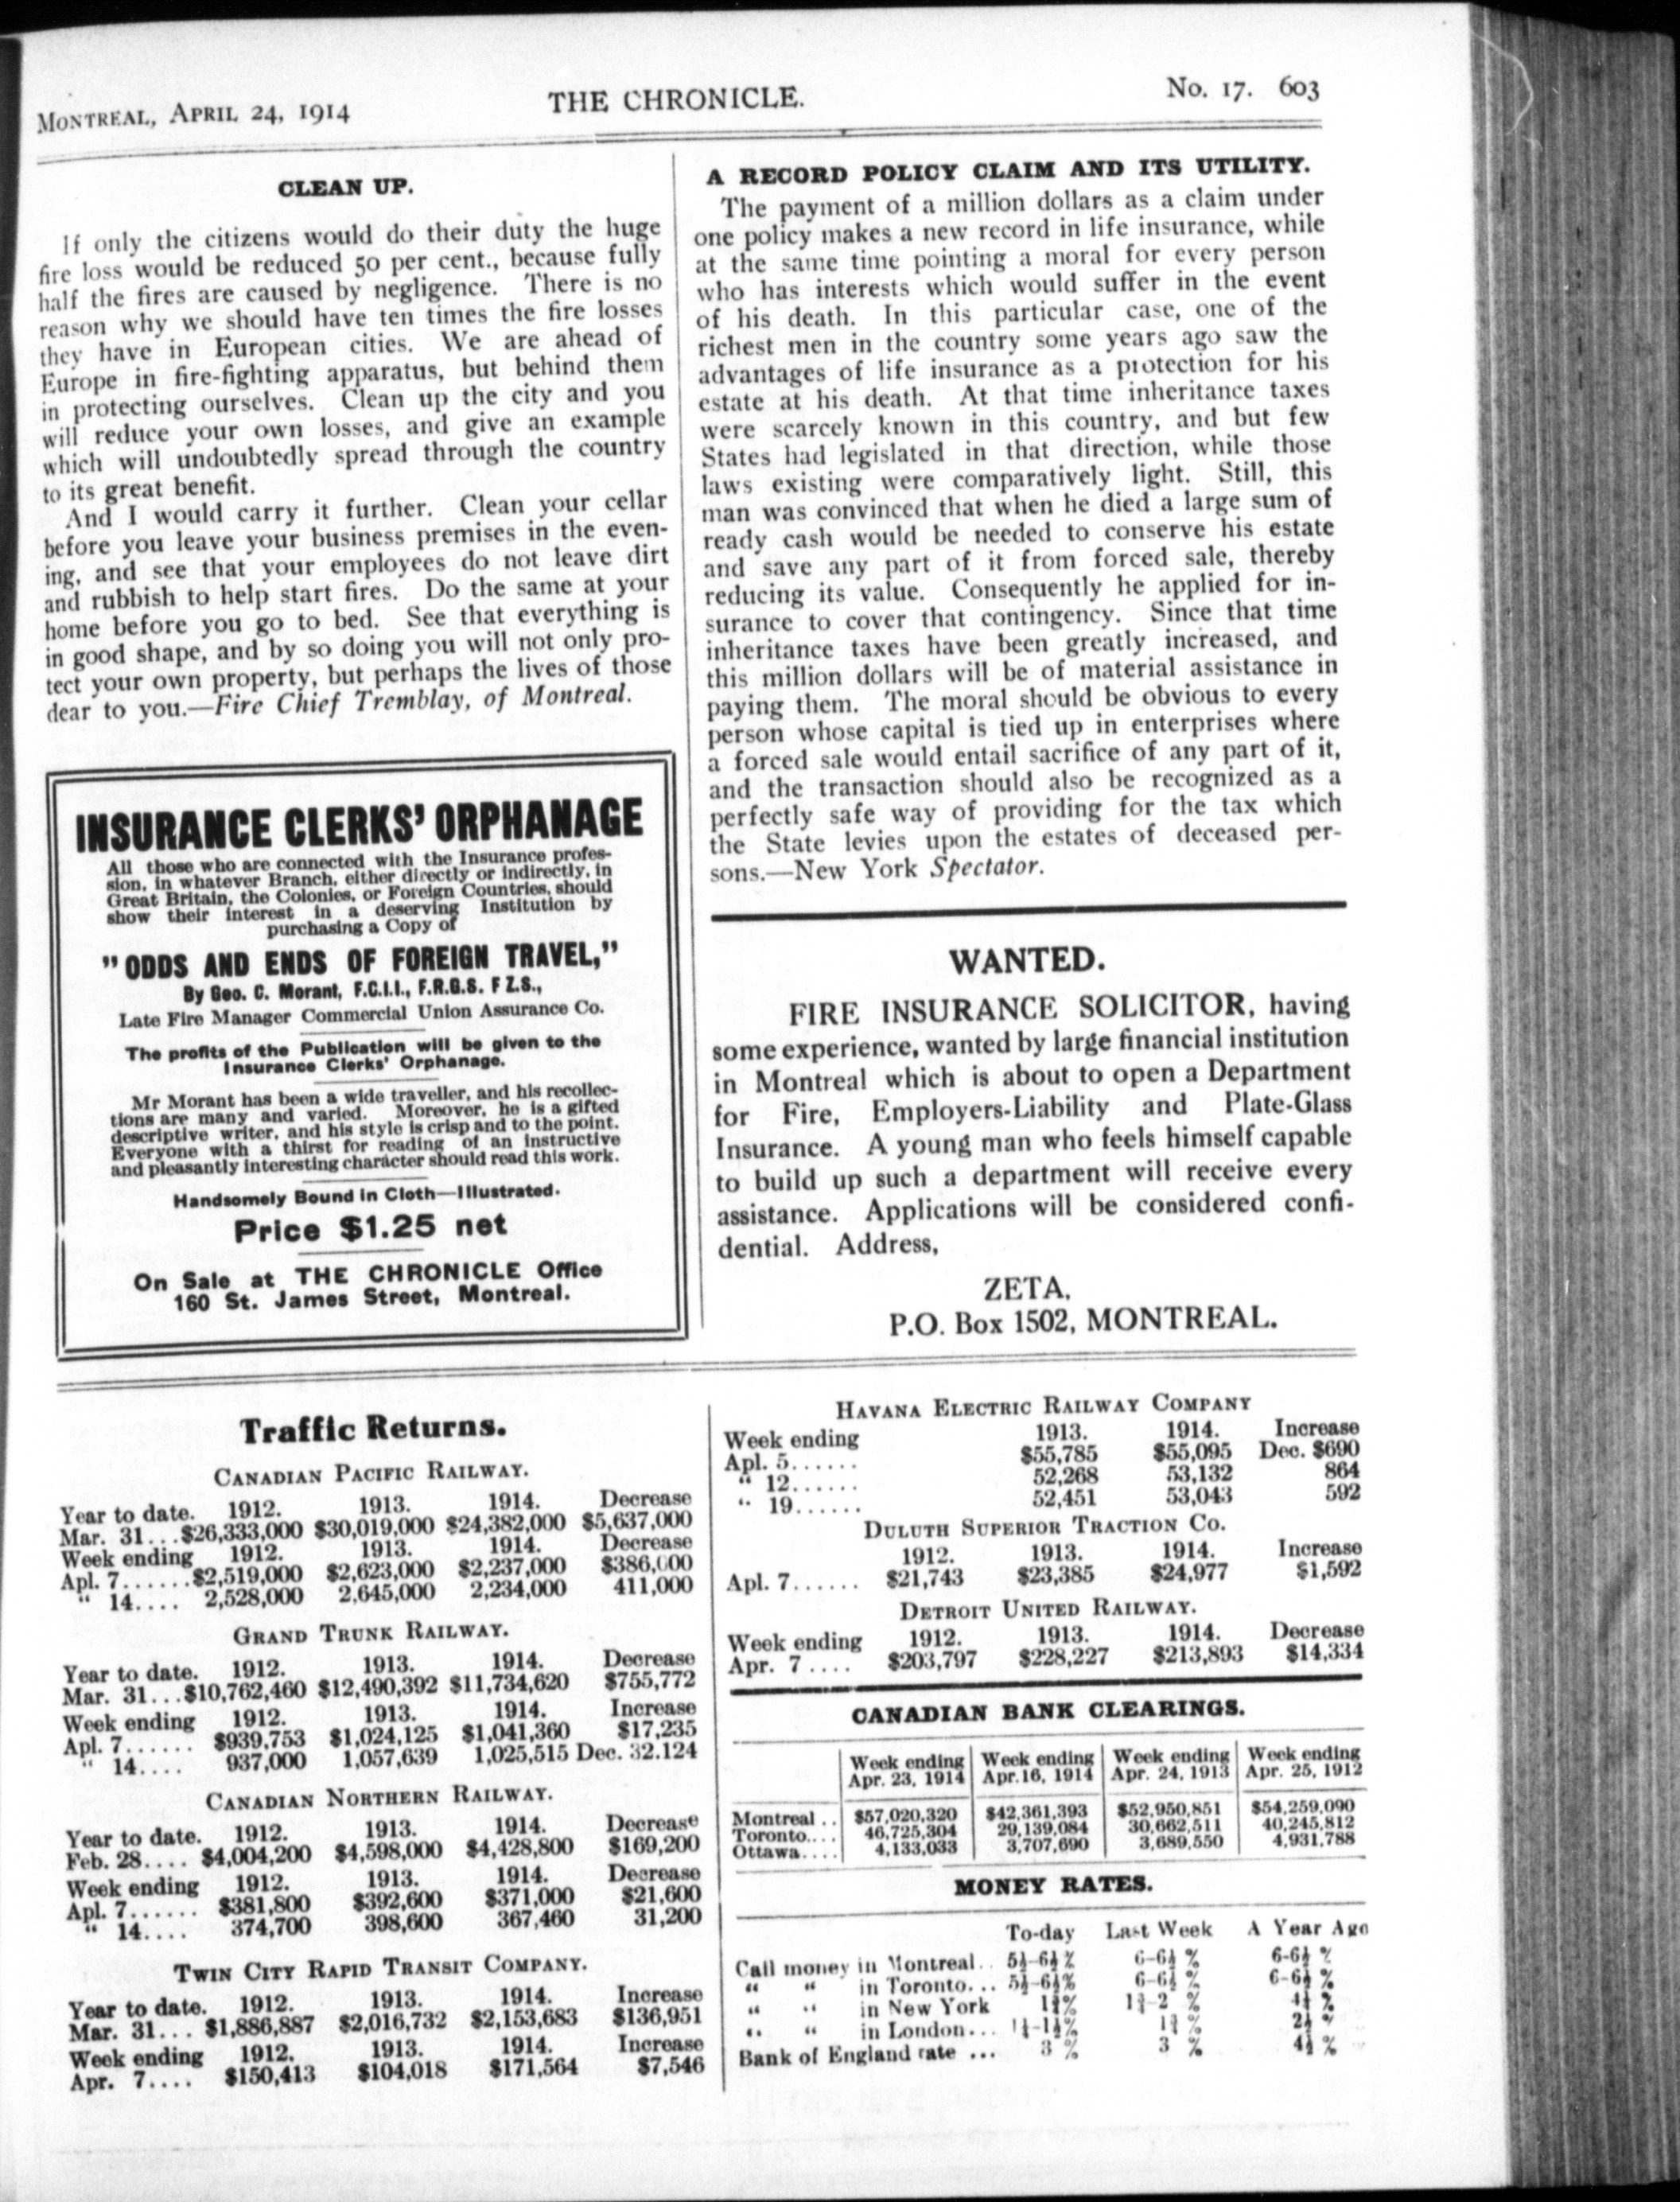 MONTREAL, APRIL 24, 1914
THE CHRONICLE.
No. 17. 603
CLEAN UP.
If only the citizens would do their duty the huge
fire loss would be reduced 50 per cent., because fully
half the fires are caused by negligence. There is no
reason why we should have ten times the fire losses
they have in European cities. We are ahead of
Europe in fire-fighting apparatus, but behind them
in protecting ourselves. Clean up the city and you
will reduce your own losses, and give an example
which will undoubtedly spread through the country
to its great benefit.
And I would carry it further. Clean your cellar
before you leave your business premises in the even-
ing, and see that your employees do not leave dirt
and rubbish to help start fires. Do the same at your
home before you go to bed. See that everything is
in good shape, and by so doing you will not only pro-
tect your own property, but perhaps the lives of those
dear to you.—Fire Chief Tremblay, of Montreal.
INSURANCE CLERKS' ORPHANAGE
All those who are connected with the Insurance profes-
sion, in whatever Branch, either directly or indirectly, in
Great Britain, the Colonies, or Foreign Countries, should
show their interest in a deserving Institution by
purchasing a Copy of
"ODDS AND ENDS OF FOREIGN TRAVEL,"
By Geo. C. Morant, F.C.I.I., F.R.G.S. F Z.S.,
Late Fire Manager Commercial Union Assurance Co.
The profits of the Publication will be given to the
Insurance Clerks' Orphanage.
Mr Morant has been a wide traveller, and his recollec-
tions are many and varied. Moreover, he is a gifted
descriptive writer, and his style is crisp and to the point.
Everyone with a thirst for reading of an instructive
and pleasantly interesting character should read this work.
Handsomely Bound in Cloth—Illustrated.
Price $1.25 net
On Sale at THE CHRONICLE Office
160 St. James Street, Montreal.
A RECORD POLICY CLAIM AND ITS UTILITY.
The payment of a million dollars as a claim under
one policy makes a new record in life insurance, while
at the same time pointing a moral for every person
who has interests which would suffer in the event
of his death. In this particular case, one of the
richest men in the country some years ago saw the
advantages of life insurance as a protection for his
estate at his death. At that time inheritance taxes
were scarcely known in this country, and but few
States had legislated in that direction, while those
laws existing were comparatively light. Still, this
man was convinced that when he died a large sum of
ready cash would be needed to conserve his estate
and save any part of it from forced sale, thereby
reducing its value. Consequently he applied for in-
surance to cover that contingency. Since that time
inheritance taxes have been greatly increased, and
this million dollars will be of material assistance in
paying them. The moral should be obvious to every
person whose capital is tied up in enterprises where
a forced sale would entail sacrifice of any part of it,
and the transaction should also be recognized as a
perfectly safe way of providing for the tax which
the State levies upon the estates of deceased per-
sons.—New York Spectator.
WANTED.
FIRE INSURANCE SOLICITOR, having
some experience, wanted by large financial institution
in Montreal which is about to open a Department
for Fire, Employers-Liability and Plate-Glass
Insurance. A young man who feels himself capable
to build up such a department will receive every
assistance. Applications will be considered confi-
dential. Address,
ZETA,
P.O. Box 1502, MONTREAL.
Traffic Returns.
CANADIAN PACIFIC RAILWAY.
Year to date. 1912. 1913. 1914. Decrease
Mar. 31...$26,333,000 $30,019,000 $24,382,000 $5,637,000
Week ending 1912. 1913. 1914. Decrease
Apl. 7......$2,519,000 $2,623,000 $2,237,000 $386,000
" 14.... 2,528,000 2,645,000 2,234,000 411,000
GRAND TRUNK RAILWAY.
Year to date. 1912. 1913. 1914. Decrease
Mar. 31...$10,762,460 $12,490,392 $11,734,620 $755,772
Week ending 1912. 1913. 1914. Increase
Apl. 7...... $939,753 $1,024,125 $1,041,360 $17,235
" 14.... 937,000 1,057,639 1,025,515 Dec. 32.124
CANADIAN NORTHERN RAILWAY.
Year to date. 1912. 1913. 1914. Decrease
Feb. 28.... $4,004,200 $4,598,000 $4,428,800 $169,200
Week ending 1912. 1913. 1914. Decrease
Apl. 7...... $381,800 $392,600 $371,000 $21,600
" 14.... 374,700 398,600 367,460 31,200
TWIN CITY RAPID TRANSIT COMPANY.
Year to date. 1912. 1913. 1914. Increase
Mar. 31... $1,886,887 $2,016,732 $2,153,683 $136,951
Week ending 1912. 1913. 1914. Increase
Apr. 7.... $150,413 $104,018 $171,564 $7,546
HAVANA ELECTRIC RAILWAY COMPANY
Week ending 1913. 1914. Increase
Apl. 5...... $55,785 $55,095 Dec. $690
" 12...... 52,268 53,132 864
" 19...... 52,451 53,043 592
DULUTH SUPERIOR TRACTION CO.
1912. 1913. 1914. Increase
Apl. 7...... $21,743 $23,385 $24,977 $1,592
DETROIT UNITED RAILWAY.
Week ending 1912. 1913. 1914. Decrease
Apr. 7.... $203,797 $228,227 $213,893 $14,334
CANADIAN BANK CLEARINGS.
Week ending Week ending Week ending Week ending
Apr. 23, 1914 Apr.16, 1914 Apr. 24, 1913 Apr. 25, 1912
Montreal .. $57,020,320 $42,361,393 $52,950,851 $54,259,090
Toronto.... 46,725,304 29,139,084 30,662,511 40,245,812
Ottawa.... 4,133,033 3,707,690 3,689,550 4,931,788
MONEY RATES.
To-day Last Week A Year Ago
Call money in Montreal.. 5½-6½ % 6-6½ % 6-6½ %
" " in Toronto... 5½-6½% 6-6½ % 6-6½ %
" " in New York %
" " in London... %
Bank of England rate ... 3 % 3 % 4½ %